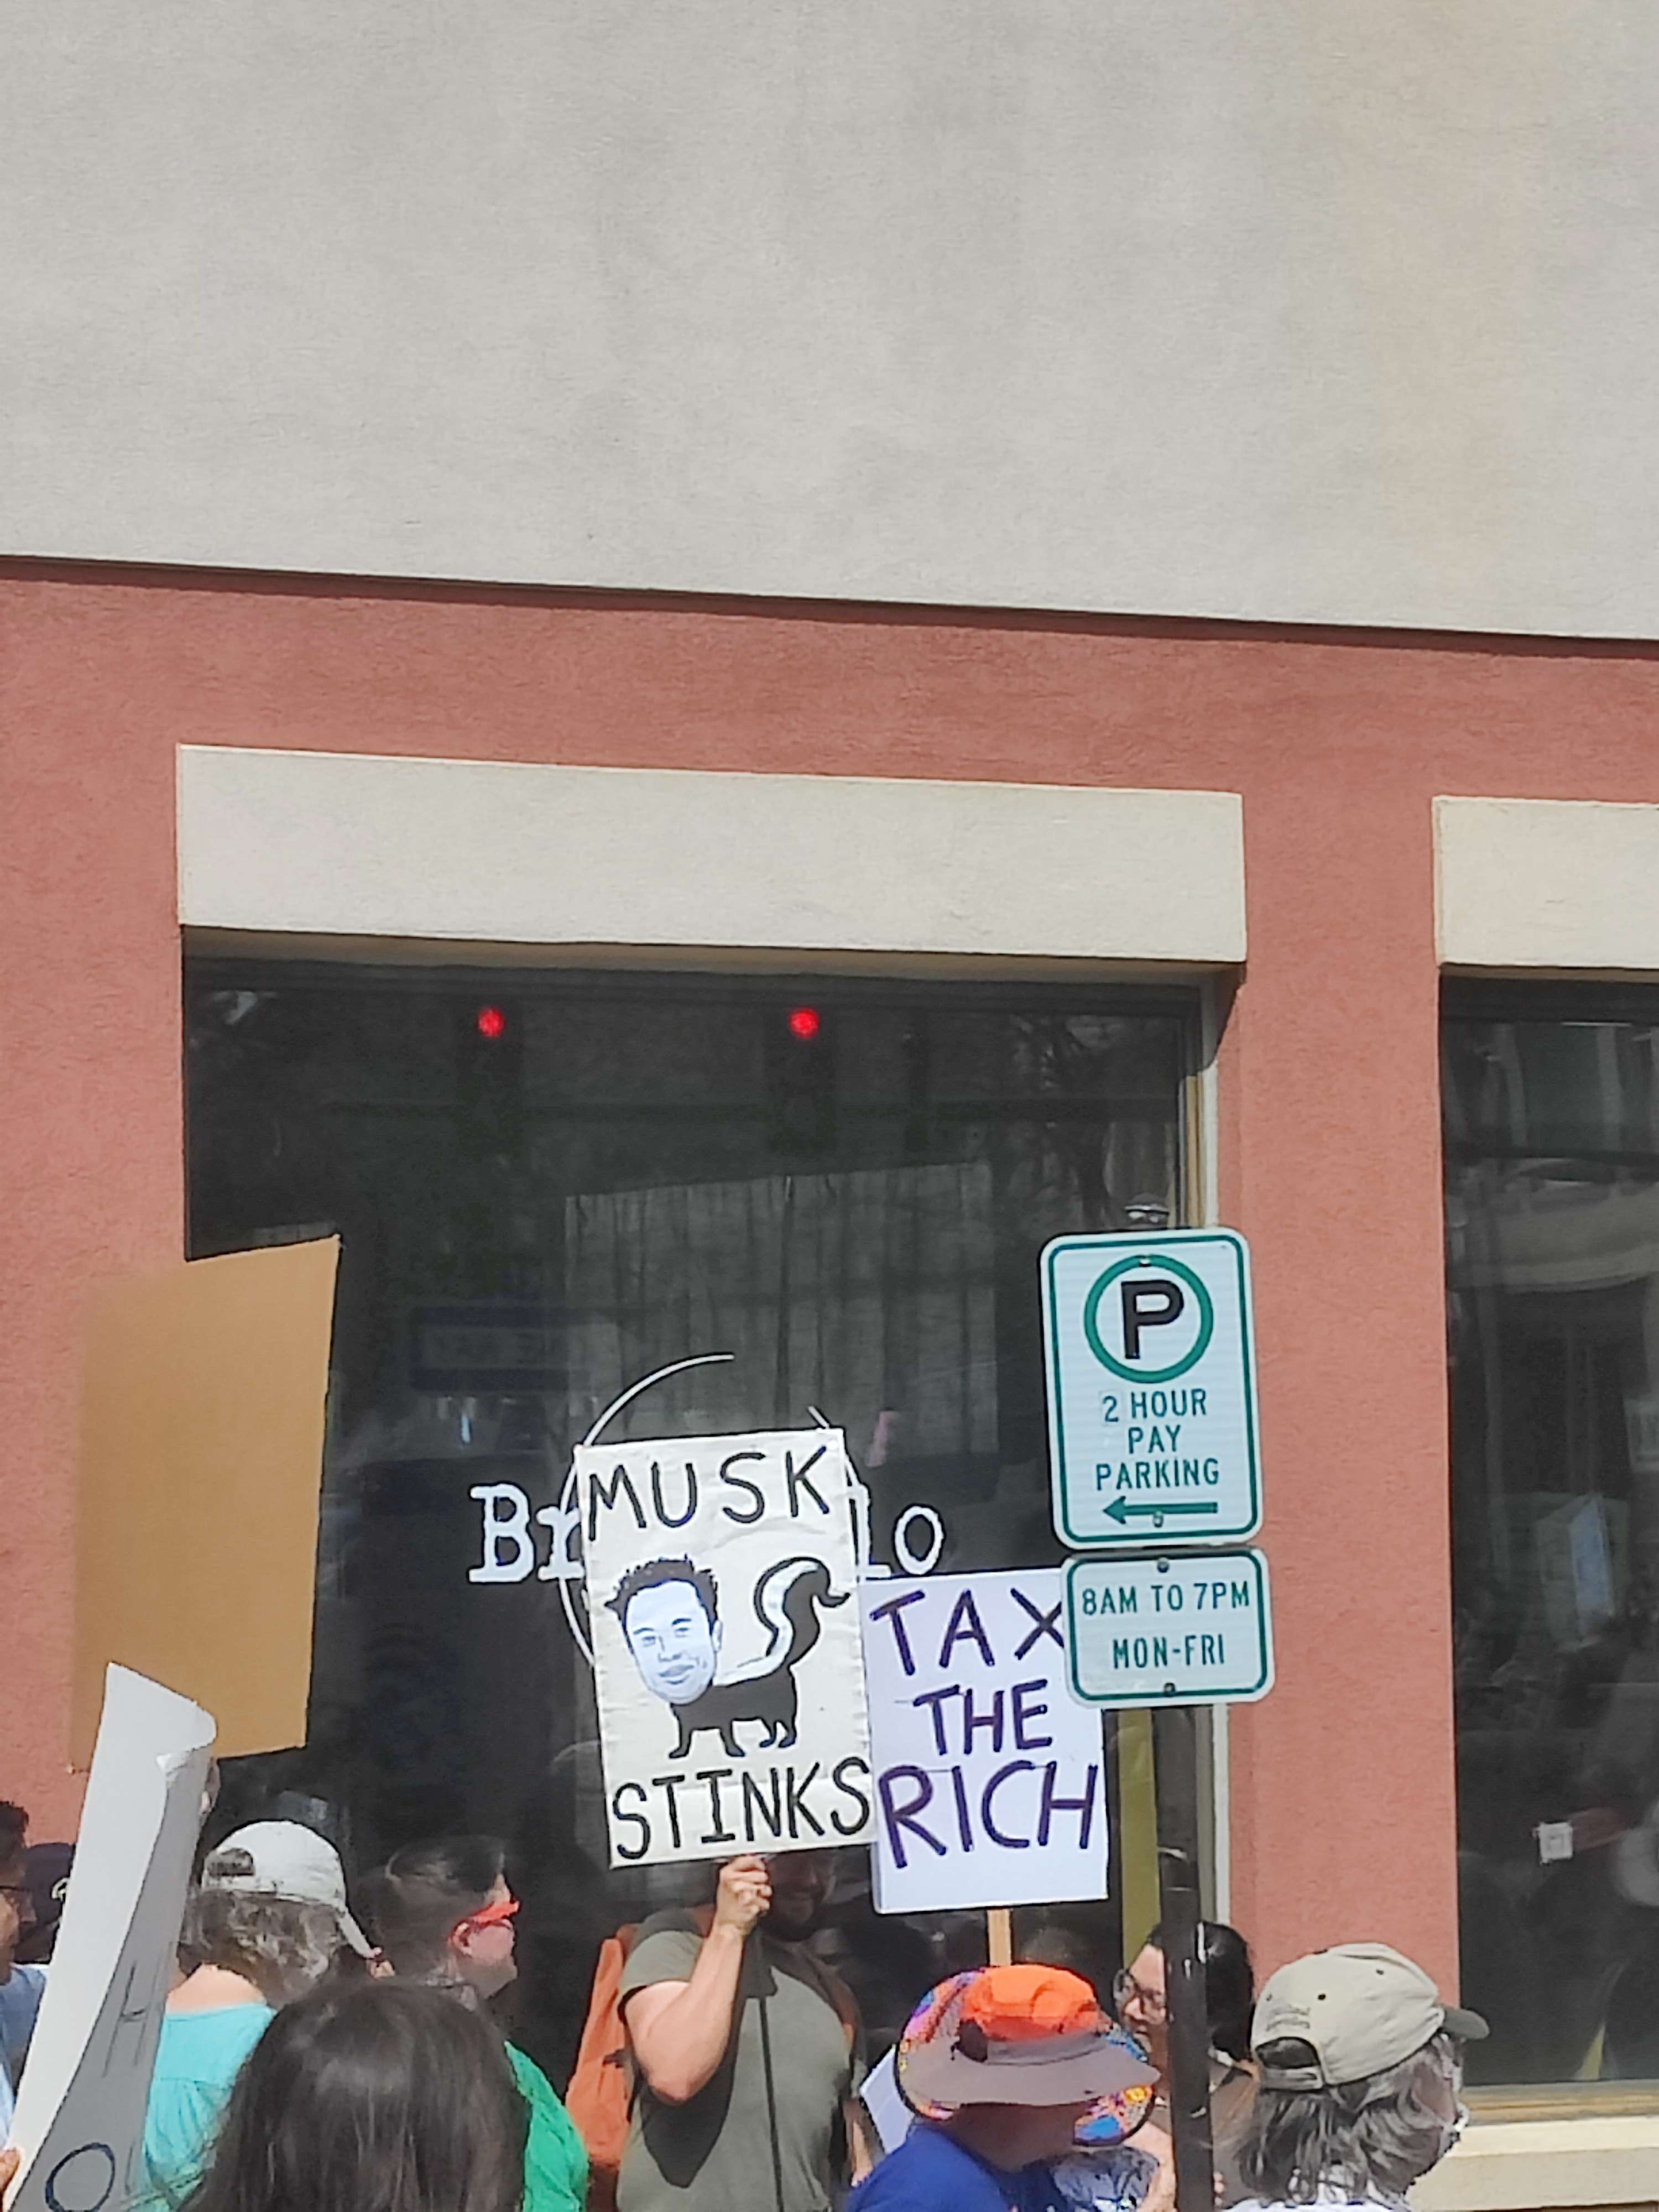 P
2 HOUR
PAY
PARKING
8AM TO 7PM
MON-FRI
MUSK
STINKS
TAX
THE
RICH